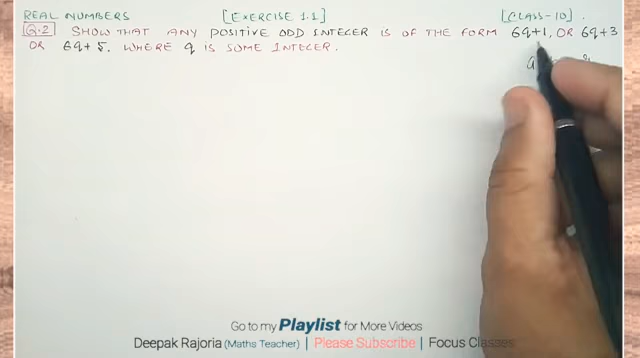 REAL NUMBERS [EXERCISE 1.1] [CLASS-10].
Q.2 SHOW THAT ANY POSITIVE ODD INTEGER IS OF THE FORM 6q+1, OR 6q+3
OR 6q+5. WHERE q IS SOME INTEGER.
Go to my Playlist for More Videos
Deepak Rajoria (Maths Teacher) | Please Subscribe | Focus Classes